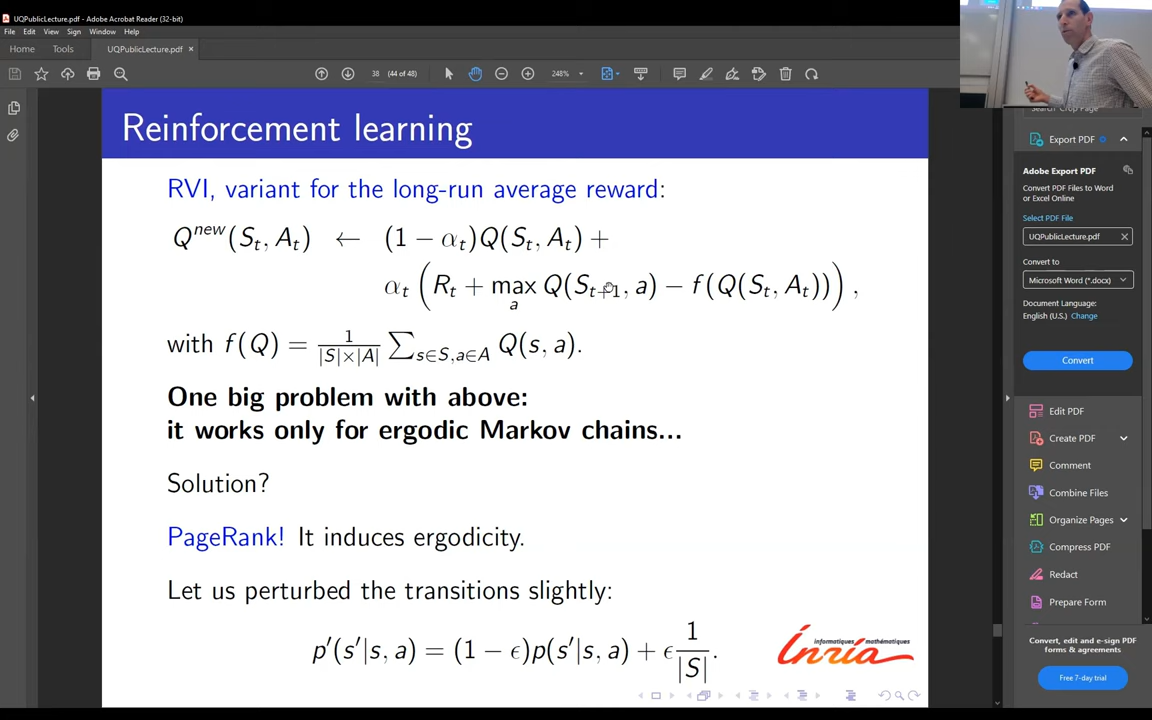 UQPublicLecture.pdf - Adobe Acrobat Reader (32-bit)
File Edit View Sign Window Help
Home Tools UQPublicLecture.pdf ×
38 (44 of 48) 248%
Reinforcement learning
RVI, variant for the long-run average reward:
Q^{new}(S_t, A_t) ← (1 − α_t)Q(S_t, A_t) +
α_t (R_t + max_a Q(S_{t+1}, a) − f(Q(S_t, A_t))) ,
with f(Q) = 1/|S|×|A| ∑_{s∈S,a∈A} Q(s, a).
One big problem with above:
it works only for ergodic Markov chains...
Solution?
PageRank! It induces ergodicity.
Let us perturbed the transitions slightly:
p′(s′|s, a) = (1 − ϵ)p(s′|s, a) + ϵ 1/|S|.
informatiques mathématiques
Inria
Search 'Crop Page'
Export PDF
Adobe Export PDF
Convert PDF Files to Word
or Excel Online
Select PDF File
UQPublicLecture.pdf ×
Convert to
Microsoft Word (*.docx)
Document Language:
English (U.S.) Change
Convert
Edit PDF
Create PDF
Comment
Combine Files
Organize Pages
Compress PDF
Redact
Prepare Form
Convert, edit and e-sign PDF
forms & agreements
Free 7-day trial